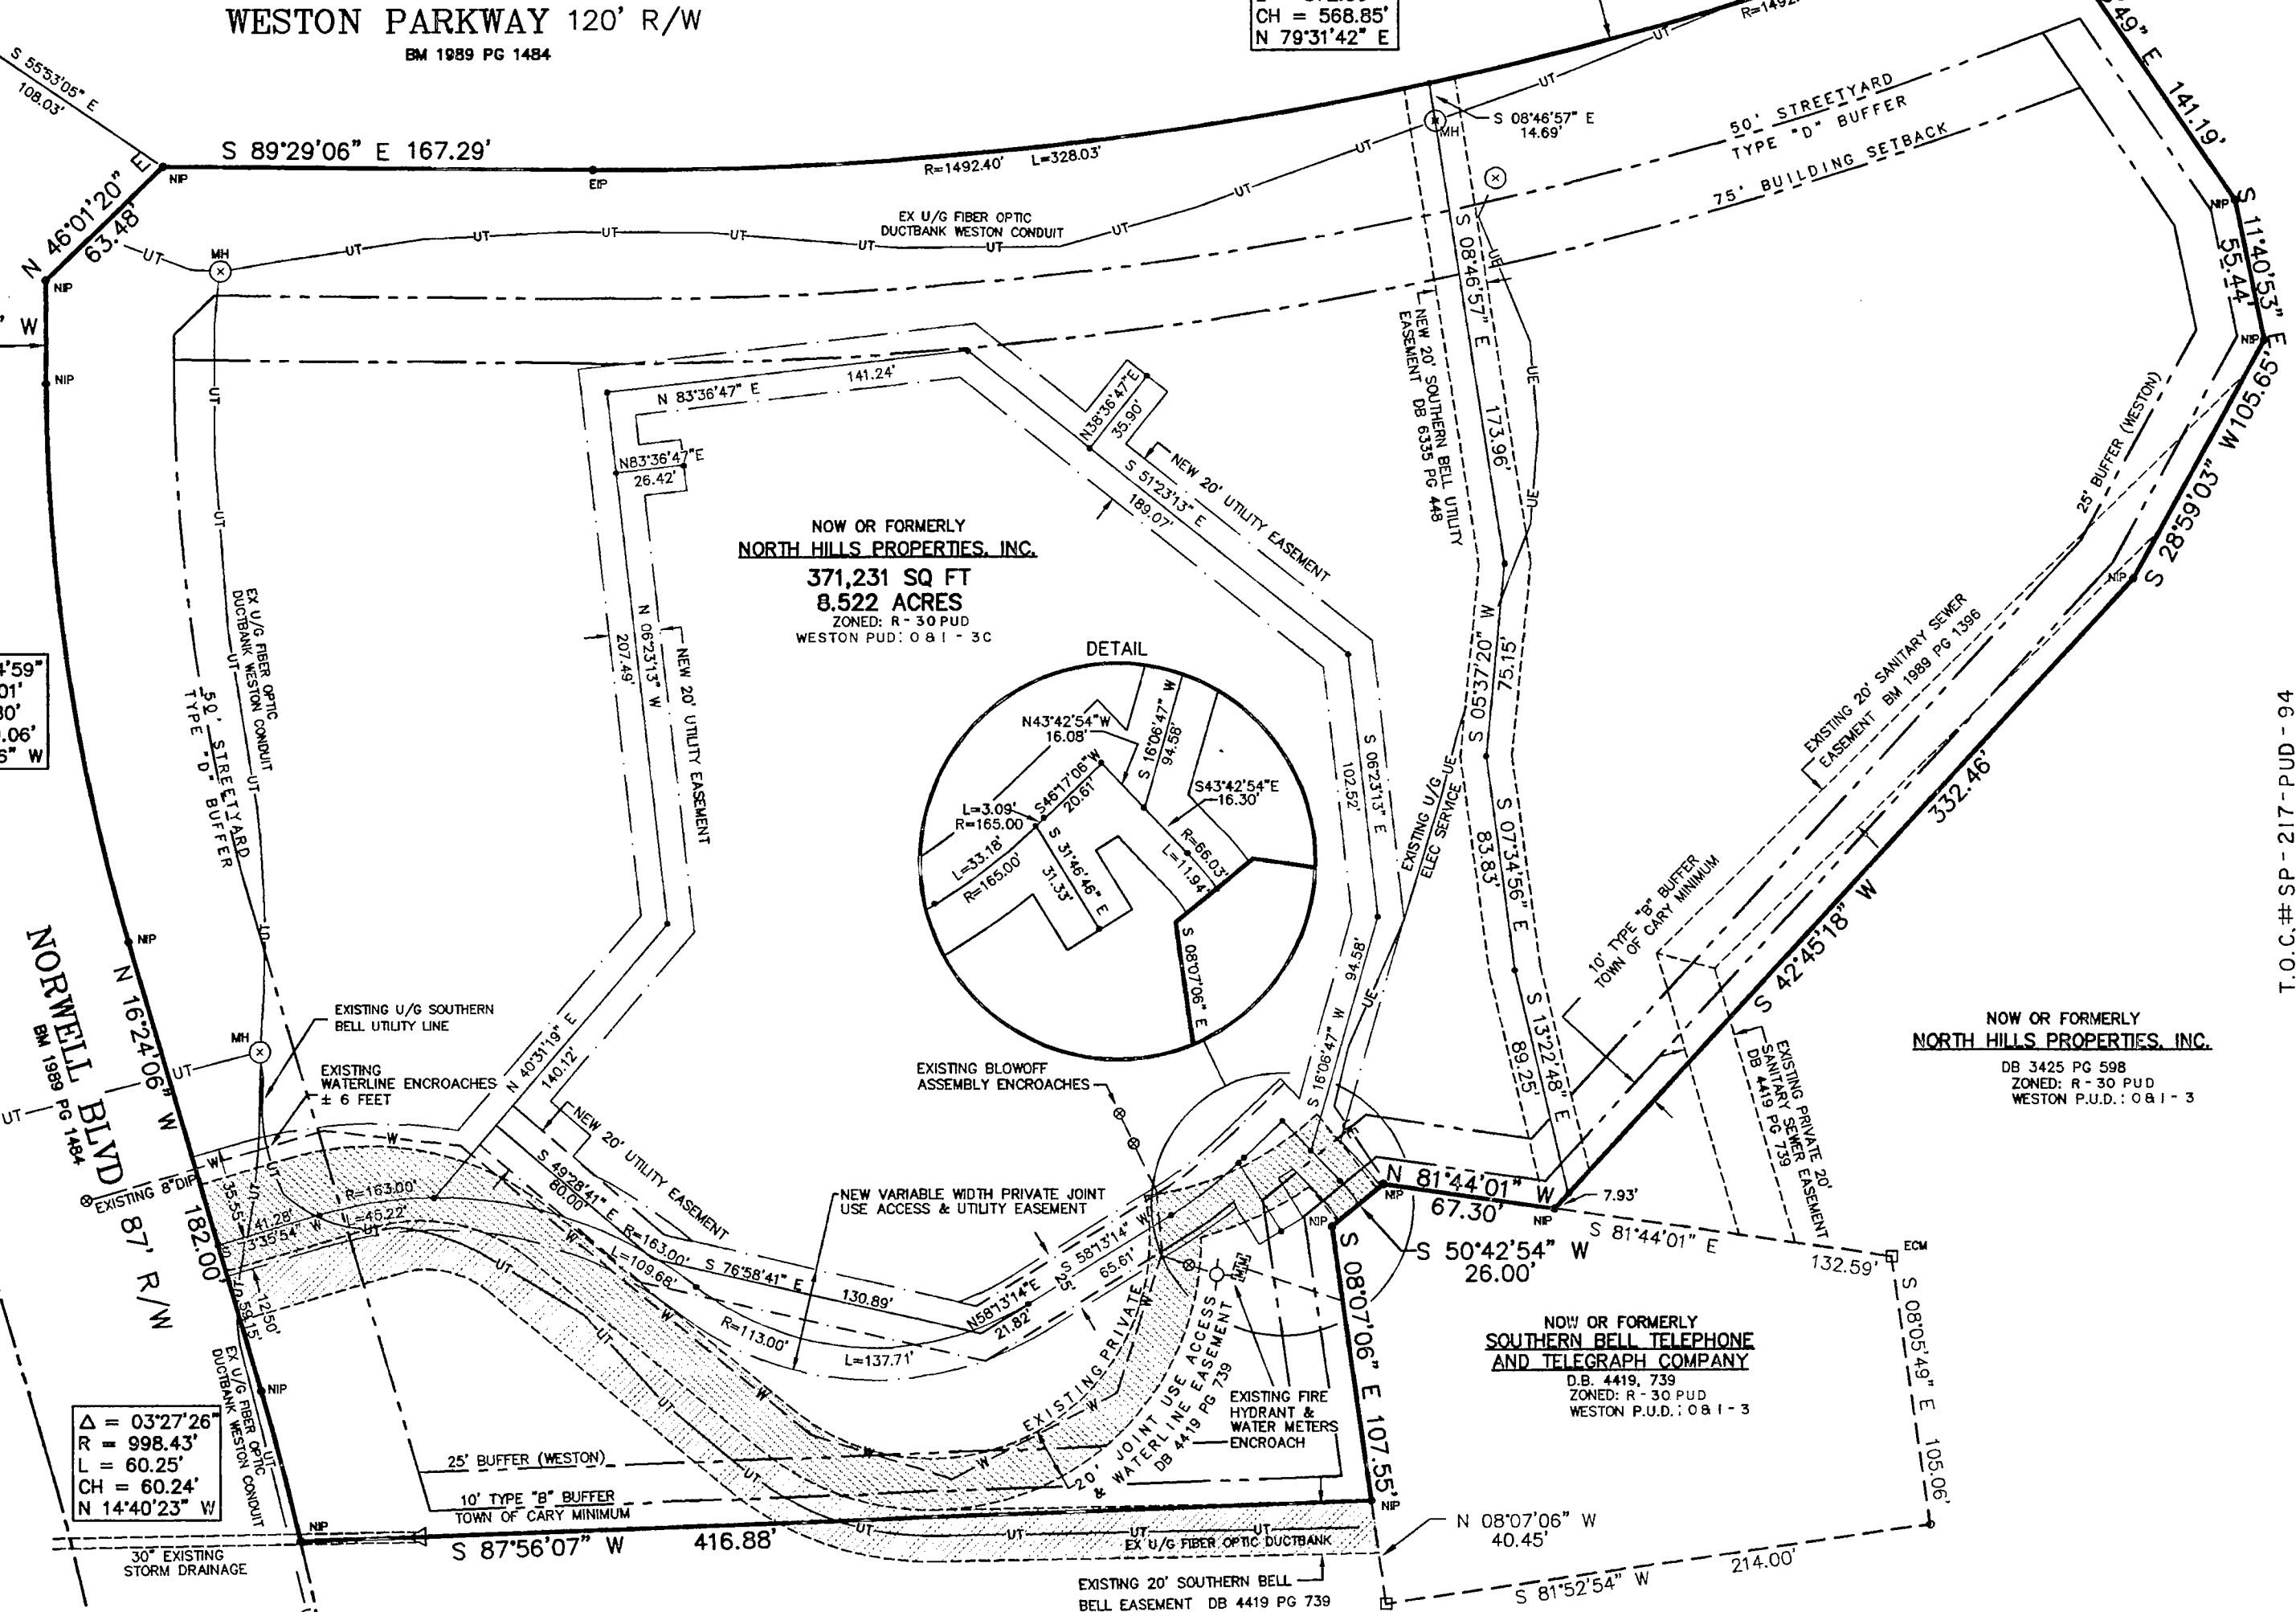 WESTON PARKWAY 120' R/W
BM 1989 PG 1484
CH = 568.85'
N 79°31'42" E
S 55°53'05" E
108.03'
S 89°29'06" E 167.29'
NIP
EIP
R=1492.40' L=328.03'
S 08°46'57" E
14.69'
MH
50' STREETYARD
TYPE "D" BUFFER
75' BUILDING SETBACK
49" E 141.19'
N 46°01'20" E
63.48'
NIP
MH
NIP
' W
EX U/G FIBER OPTIC
DUCTBANK WESTON CONDUIT
NIP
S 11°40'53" E
55.44'
NIP
S 28°59'03" W 105.65'
NIP
25' BUFFER (WESTON)
S 08°46'57" E 173.96'
NEW 20' SOUTHERN BELL UTILITY
EASEMENT DB 6335 PG 448
N 83°36'47" E 141.24'
N83°36'47"E
26.42'
N38°36'47"E
35.90'
S 51°23'13" E
189.07'
NEW 20' UTILITY EASEMENT
NOW OR FORMERLY
NORTH HILLS PROPERTIES, INC.
371,231 SQ FT
8.522 ACRES
ZONED: R-30 PUD
WESTON PUD: O&I-3C
N 06°23'13" W
207.49'
NEW 20' UTILITY EASEMENT
EX U/G FIBER OPTIC
DUCTBANK WESTON CONDUIT
50' STREETYARD
TYPE "D" BUFFER
DETAIL
N43°42'54"W
16.08'
S 16°06'47" W
94.58'
S46°17'06"W
20.61'
L=3.09'
R=165.00
S43°42'54"E
16.30'
L=33.18'
R=165.00'
S 31°46'46" E
31.33'
R=66.03'
L=11.94'
S 08°07'06" E
S 06°23'13" E
102.52'
S 05°37'20" W
75.15'
EXISTING U/G
ELEC SERVICE
S 07°34'56" E
83.83'
S 13°22'48" E
89.25'
EXISTING 20' SANITARY SEWER
EASEMENT BM 1989 PG 1396
332.46'
S 42°45'18" W
10' TYPE "B" BUFFER
TOWN OF CARY MINIMUM
T.O.C.# SP-217-PUD-94
NOW OR FORMERLY
NORTH HILLS PROPERTIES, INC.
DB 3425 PG 598
ZONED: R-30 PUD
WESTON P.U.D.: O&I-3
EXISTING PRIVATE 20'
SANITARY SEWER EASEMENT
DB 4419 PG 739
NIP
NORWELL BLVD
BM 1989 PG 1484
87' R/W
N 16°24'06" W 182.00'
MH
EXISTING U/G SOUTHERN
BELL UTILITY LINE
EXISTING
WATERLINE ENCROACHES
± 6 FEET
EXISTING 8"DIP
N 40°31'19" E
140.12'
NEW 20' UTILITY EASEMENT
S 49°28'41" E
80.00'
R=163.00'
L=45.22'
41.28'
35.55'
12.50'
59.15'
R=163.00'
L=109.68'
S 76°58'41" E
130.89'
R=113.00'
L=137.71'
N58°13'14"E
21.82'
25'
S 58°13'14" W
65.61'
EXISTING BLOWOFF
ASSEMBLY ENCROACHES
NEW VARIABLE WIDTH PRIVATE JOINT
USE ACCESS & UTILITY EASEMENT
S 16°06'47" W
94.58'
N 81°44'01" W
67.30'
NIP
NIP
NIP
7.93'
S 50°42'54" W
26.00'
S 81°44'01" E
132.59'
ECM
S 08°05'49" E 105.06'
S 08°07'06" E 107.55'
NOW OR FORMERLY
SOUTHERN BELL TELEPHONE
AND TELEGRAPH COMPANY
D.B. 4419, 739
ZONED: R-30 PUD
WESTON P.U.D.: O&I-3
EXISTING PRIVATE
20' JOINT USE ACCESS
& WATERLINE EASEMENT
DB 4419 PG 739
EXISTING FIRE
HYDRANT &
WATER METERS
ENCROACH
NIP
EX U/G FIBER OPTIC
DUCTBANK WESTON CONDUIT
Δ = 03°27'26"
R = 998.43'
L = 60.25'
CH = 60.24'
N 14°40'23" W
25' BUFFER (WESTON)
10' TYPE "B" BUFFER
TOWN OF CARY MINIMUM
NIP
NIP
S 87°56'07" W 416.88'
30" EXISTING
STORM DRAINAGE
EX U/G FIBER OPTIC DUCTBANK
EXISTING 20' SOUTHERN BELL
BELL EASEMENT DB 4419 PG 739
N 08°07'06" W
40.45'
S 81°52'54" W 214.00'